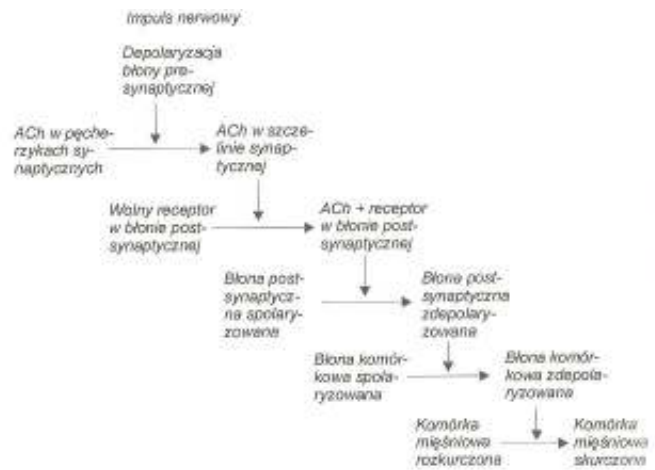 Impuls nerwowy
Depolaryzacja
błony pre-
synaptycznej
ACh w pęche-
rzykach sy-
naptycznych
ACh w szcze-
linie synap-
tycznej
Wolny receptor
w błonie post-
synaptycznej
ACh + receptor
w błonie post-
synaptycznej
Błona post-
synaptycz-
na spolary-
zowana
Błona post-
synaptyczna
zdepolary-
zowana
Błona komór-
kowa spola-
ryzowana
Błona komór-
kowa zdepola-
ryzowana
Komórka
mięśniowa
rozkurczona
Komórka
mięśniowa
skurczona